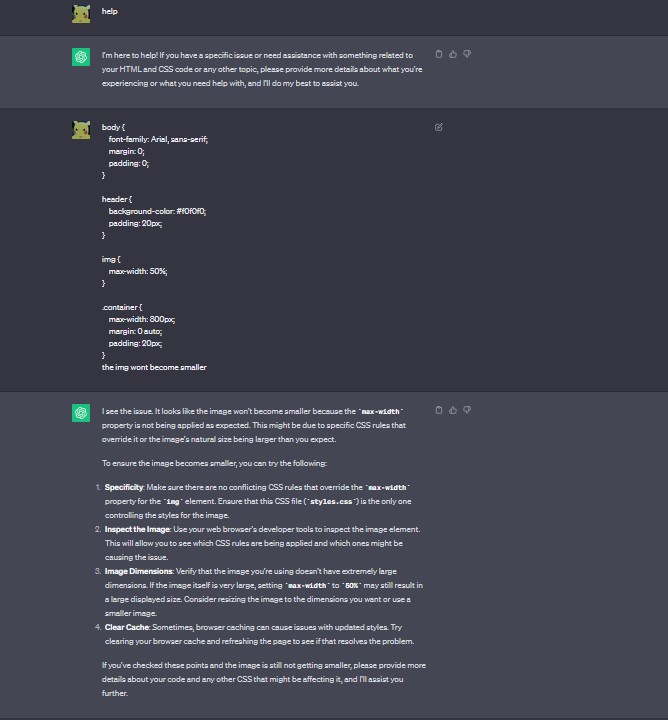 help
I'm here to help! If you have a specific issue or need assistance with something related to
your HTML and CSS code or any other topic, please provide more details about what you're
experiencing or what you need help with, and I'll do my best to assist you.
body {
font-family: Arial, sans-serif;
margin: 0;
padding: 0;
}
header {
background-color: #f0f0f0;
padding: 20px;
}
img {
max-width: 50%;
}
.container {
max-width: 800px;
margin: 0 auto;
padding: 20px;
}
the img wont become smaller
I see the issue. It looks like the image won't become smaller because the `max-width`
property is not being applied as expected. This might be due to specific CSS rules that
override it or the image's natural size being larger than you expect.
To ensure the image becomes smaller, you can try the following:
1. Specificity: Make sure there are no conflicting CSS rules that override the `max-width`
property for the `img` element. Ensure that this CSS file (`styles.css`) is the only one
controlling the styles for the image.
2. Inspect the Image: Use your web browser's developer tools to inspect the image element.
This will allow you to see which CSS rules are being applied and which ones might be
causing the issue.
3. Image Dimensions: Verify that the image you're using doesn't have extremely large
dimensions. If the image itself is very large, setting `max-width` to `50%` may still result in
a large displayed size. Consider resizing the image to the dimensions you want or use a
smaller image.
4. Clear Cache: Sometimes, browser caching can cause issues with updated styles. Try
clearing your browser cache and refreshing the page to see if that resolves the problem.
If you've checked these points and the image is still not getting smaller, please provide more
details about your code and any other CSS that might be affecting it, and I'll assist you
further.